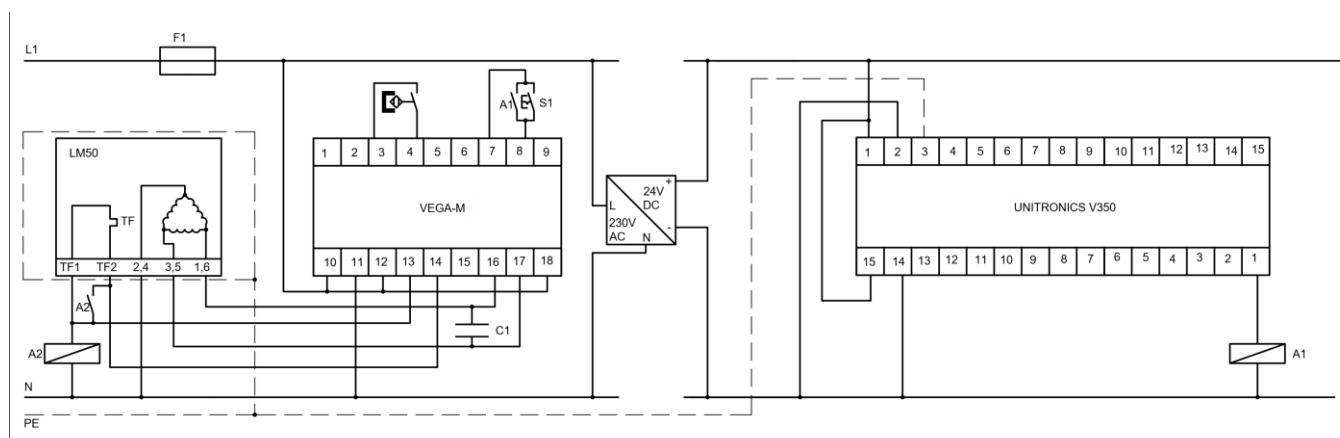 F1
L1
A1 S1
1 2 3 4 5 6 7 8 9
1 2 3 4 5 6 7 8 9 10 11 12 13 14 15
LM50
TF
VEGA-M
24V
DC
+
L
230V
AC
N
-
UNITRONICS V350
TF1 TF2 2,4 3,5 1,6
10 11 12 13 14 15 16 17 18
15 14 13 12 11 10 9 8 7 6 5 4 3 2 1
A2
C1
A2
A1
N
PE